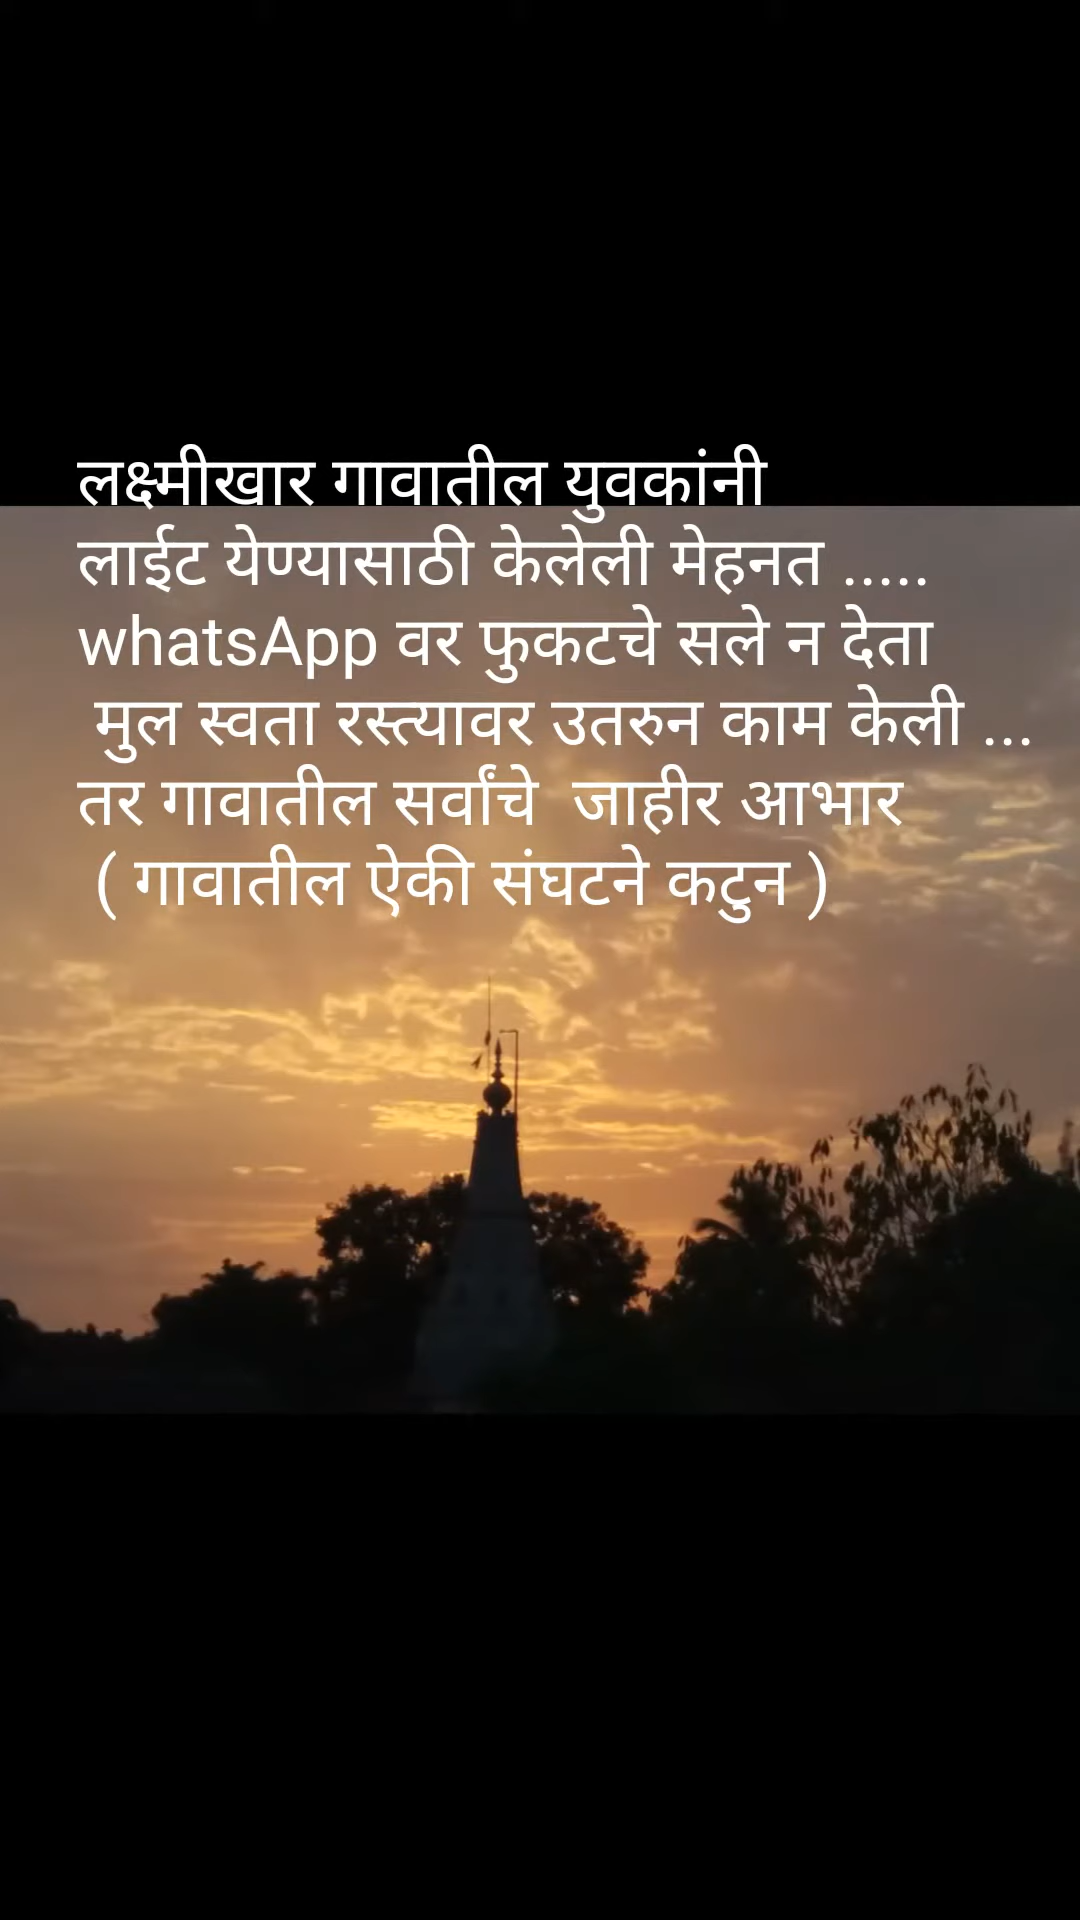 लक्ष्मीखार गावातील युवकांनी
लाईट येण्यासाठी केलेली मेहनत .....
whatsApp वर फुकटचे सले न देता
मुल स्वता रस्त्यावर उतरुन काम केली ...
तर गावातील सर्वांचे जाहीर आभार
( गावातील ऐकी संघटने कटुन )